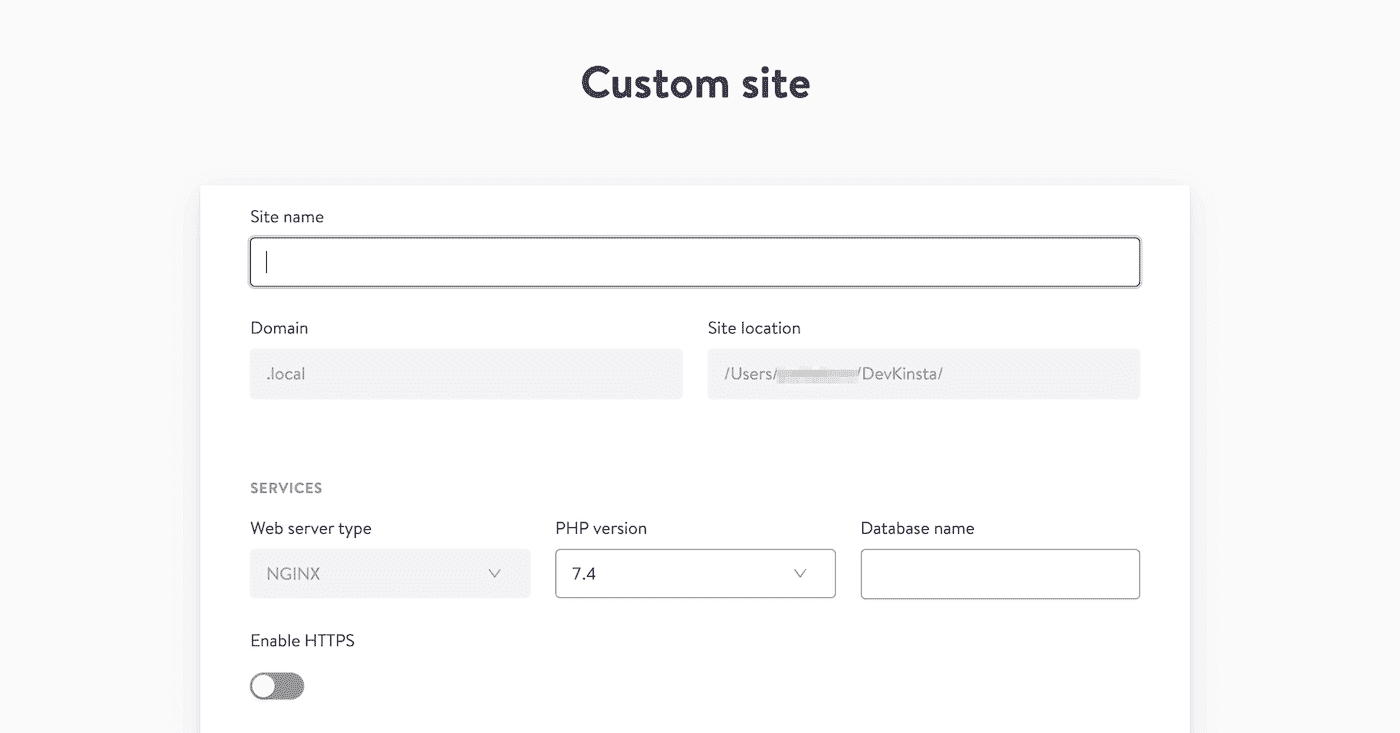 Custom site
Site name
Domain
Site location
.local
/Users/ /DevKinsta/
SERVICES
Web server type
PHP version
Database name
NGINX
7.4
Enable HTTPS